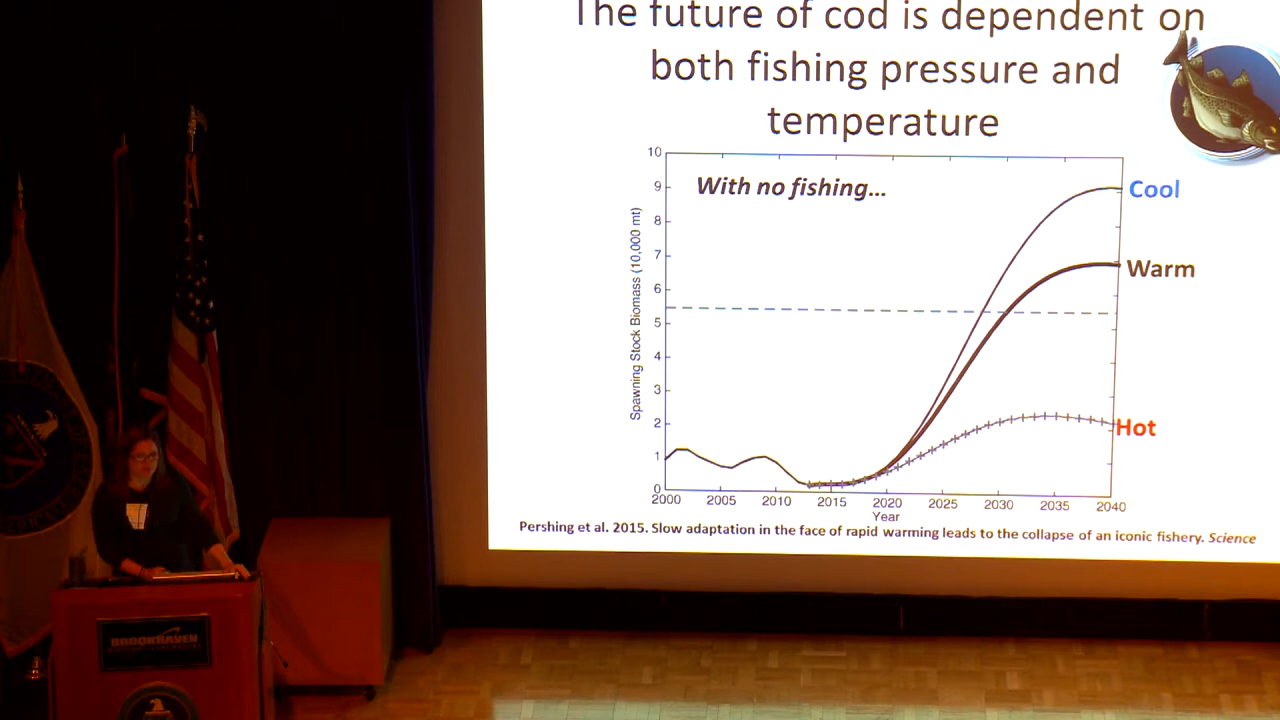 The future of cod is dependent on
both fishing pressure and
temperature
With no fishing...
Cool
Warm
Hot
Spawning Stock Biomass (10,000 mt)
10
9
8
7
6
5
4
3
2
1
0
2000 2005 2010 2015 2020 2025 2030 2035 2040
Year
Pershing et al. 2015. Slow adaptation in the face of rapid warming leads to the collapse of an iconic fishery. Science
BROOKHAVEN